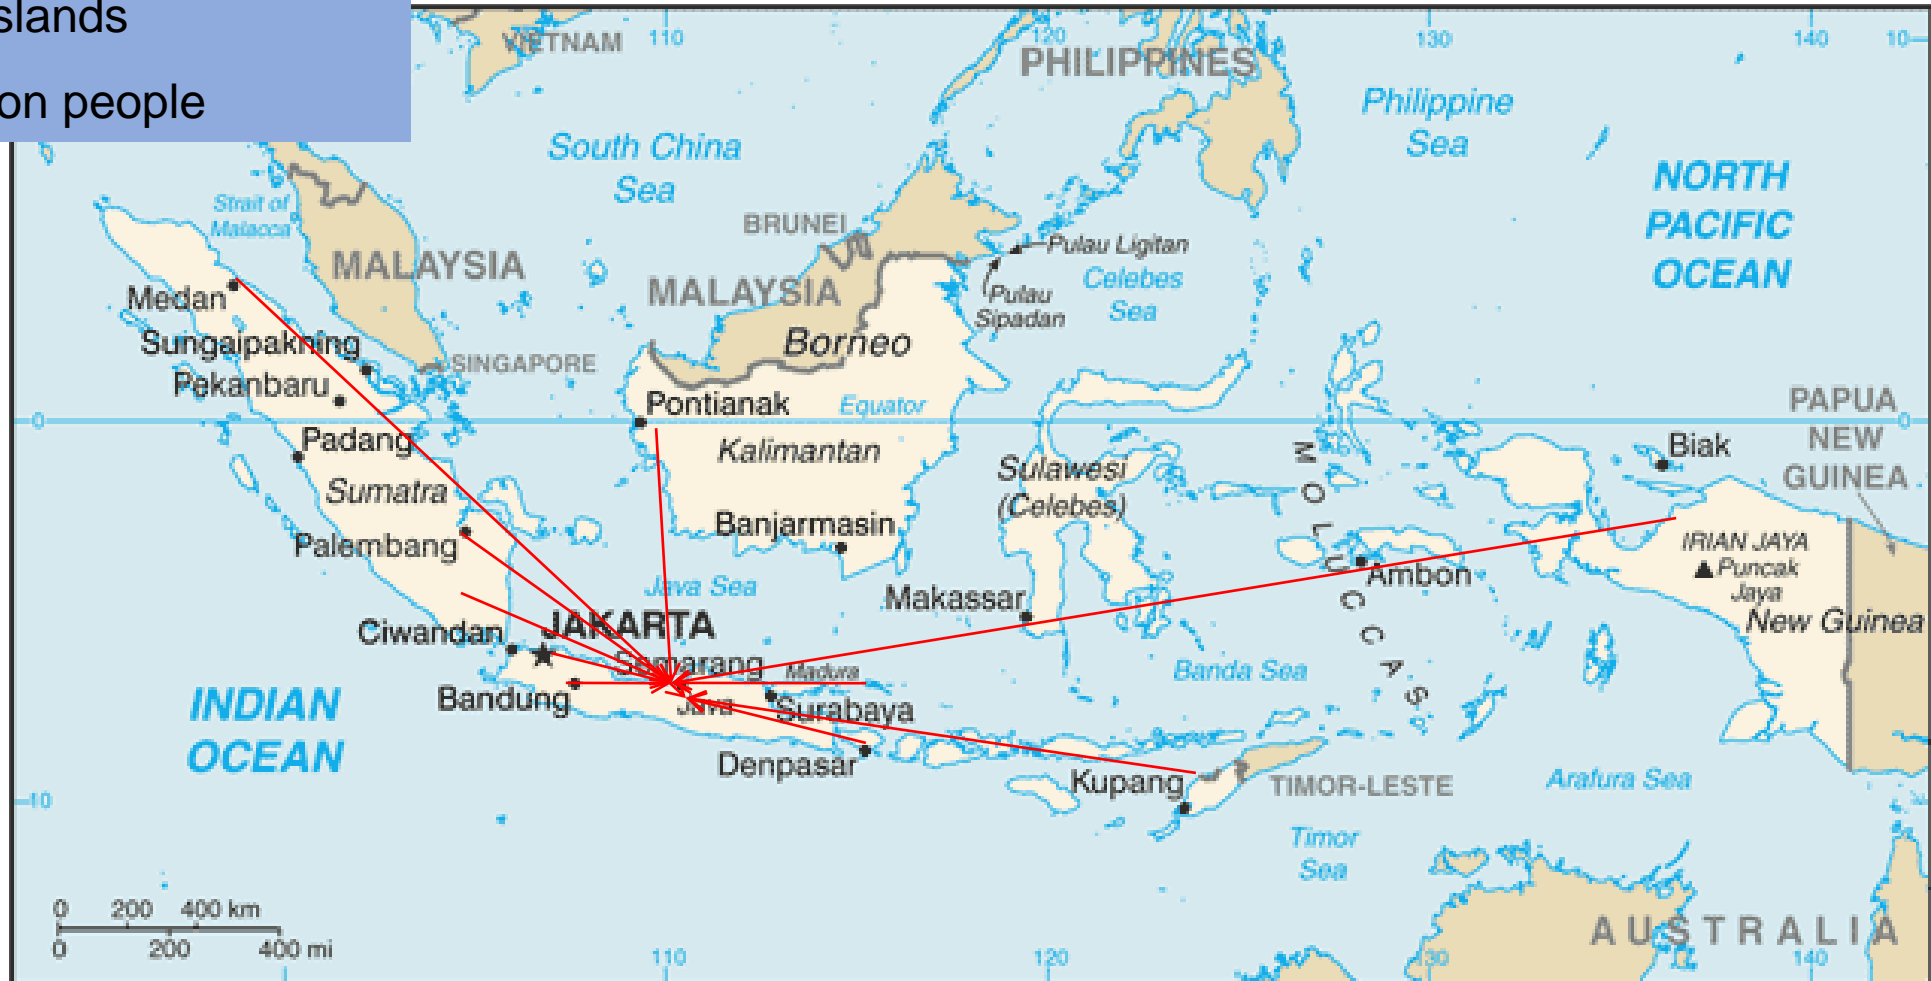 slands
on people
VIETNAM
110
120
130
140
10
PHILIPPINES
Philippine
Sea
South China
Sea
NORTH
PACIFIC
OCEAN
Strait of
Malacca
BRUNEI
Pulau Ligitan
MALAYSIA
MALAYSIA
Celebes
Sea
Pulau
Sipadan
Medan
Sungaipakning
Borneo
SINGAPORE
Pekanbaru
Pontianak
Equator
PAPUA
NEW
GUINEA
0
0
Padang
Kalimantan
Biak
Sulawesi
(Celebes)
MOLUCCAS
Sumatra
Banjarmasin
Palembang
IRIAN JAYA
Puncak
Jaya
Ambon
Java Sea
Makassar
New Guinea
Ciwandan
JAKARTA
Semarang
Madura
Banda Sea
Bandung
Java
Surabaya
INDIAN
OCEAN
Denpasar
Kupang
TIMOR-LESTE
Arafura Sea
10
Timor
Sea
0 200 400 km
0 200 400 mi
AUSTRALIA
110
120
130
140